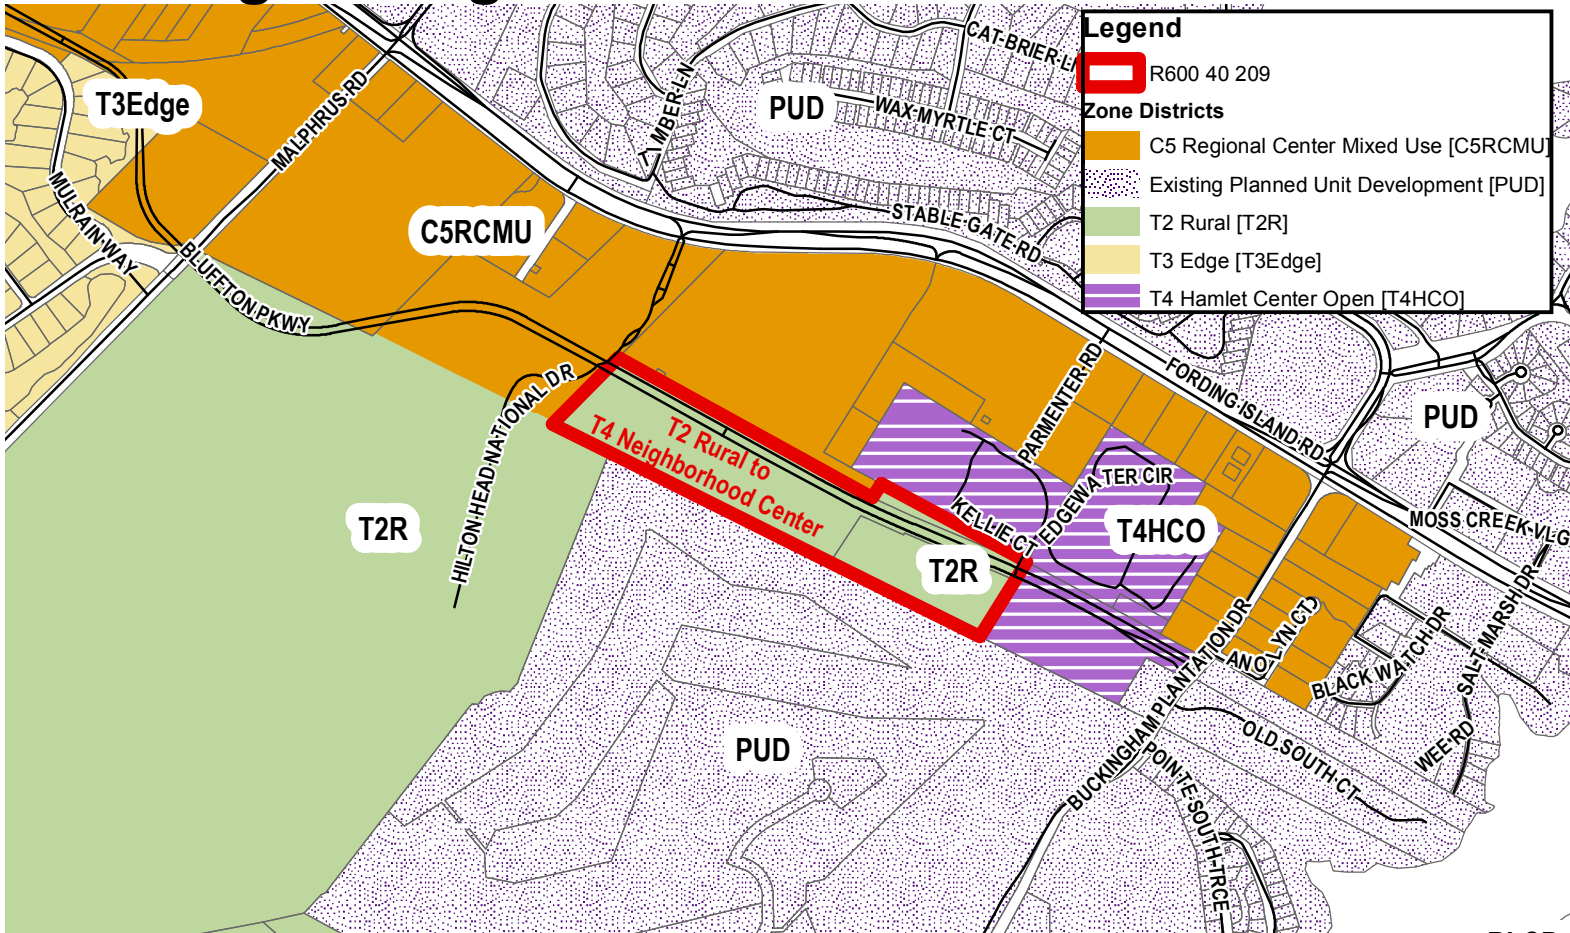 Legend
R600 40 209
Zone Districts
C5 Regional Center Mixed Use [C5RCMU]
Existing Planned Unit Development [PUD]
T2 Rural [T2R]
T3 Edge [T3Edge]
T4 Hamlet Center Open [T4HCO]
CAT BRIER L
T3Edge
MALPHRUS RD
TIMBER LN
PUD
WAX MYRTLE CT
MULRAIN WAY
BLUFFTON PKWY
C5RCMU
STABLE GATE RD
HILTON HEAD NATIONAL DR
T2 Rural to
T4 Neighborhood Center
PARMENTER RD
FORDING ISLAND RD
PUD
T2R
KELLIE CT
EDGEWATER CIR
T4HCO
T2R
MOSS CREEK VLG
SALT MARSH DR
BLACK WATCH DR
ANOLYN CT
BUCKINGHAM PLANTATION DR
WEE RD
OLD SOUTH CT
POINTE SOUTH TRCE
PUD